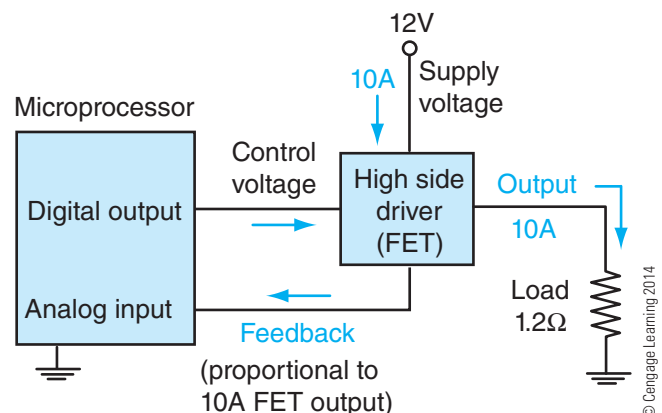 12V
10A
Supply
voltage
Microprocessor
Control
voltage
High side
driver
(FET)
Output
10A
Digital output
Analog input
Feedback
(proportional to
10A FET output)
Load
1.2Ω
© Cengage Learning 2014